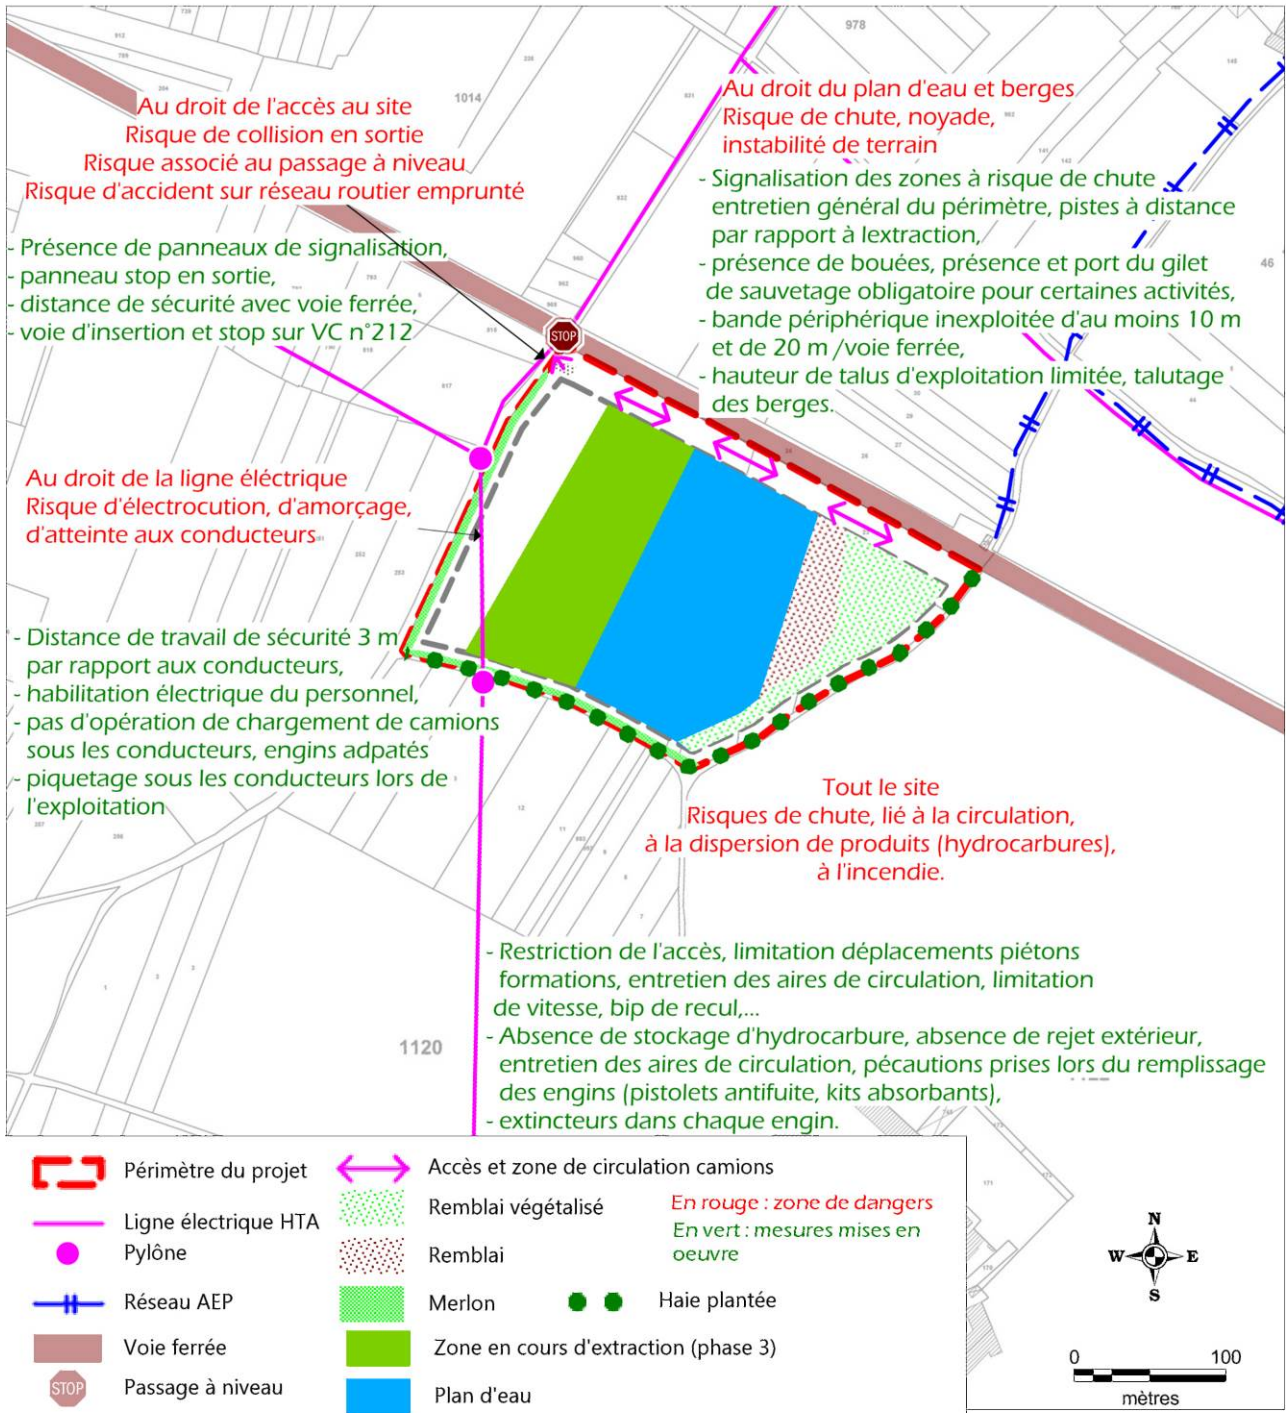 978
1014
Au droit de l'accès au site
Risque de collision en sortie
Risque associé au passage à niveau
Risque d'accident sur réseau routier emprunté
- Présence de panneaux de signalisation,
- panneau stop en sortie,
- distance de sécurité avec voie ferrée,
- voie d'insertion et stop sur VC n°212
Au droit du plan d'eau et berges
Risque de chute, noyade,
instabilité de terrain
- Signalisation des zones à risque de chute
entretien général du périmètre, pistes à distance
par rapport à lextraction,
- présence de bouées, présence et port du gilet
de sauvetage obligatoire pour certaines activités,
- bande périphérique inexploitée d'au moins 10 m
et de 20 m /voie ferrée,
- hauteur de talus d'exploitation limitée, talutage
des berges.
46
STOP
Au droit de la ligne éléctrique
Risque d'électrocution, d'amorçage,
d'atteinte aux conducteurs
- Distance de travail de sécurité 3 m
par rapport aux conducteurs,
- habilitation électrique du personnel,
- pas d'opération de chargement de camions
sous les conducteurs, engins adpatés
- piquetage sous les conducteurs lors de
l'exploitation
Tout le site
Risques de chute, lié à la circulation,
à la dispersion de produits (hydrocarbures),
à l'incendie.
- Restriction de l'accès, limitation déplacements piétons
formations, entretien des aires de circulation, limitation
de vitesse, bip de recul,...
- Absence de stockage d'hydrocarbure, absence de rejet extérieur,
entretien des aires de circulation, pécautions prises lors du remplissage
des engins (pistolets antifuite, kits absorbants),
- extincteurs dans chaque engin.
1120
Périmètre du projet
Ligne électrique HTA
Pylône
Réseau AEP
Voie ferrée
STOP
Passage à niveau
Accès et zone de circulation camions
Remblai végétalisé
Remblai
Merlon
Haie plantée
Zone en cours d'extraction (phase 3)
Plan d'eau
En rouge : zone de dangers
En vert : mesures mises en
oeuvre
N
W
E
S
0
100
mètres